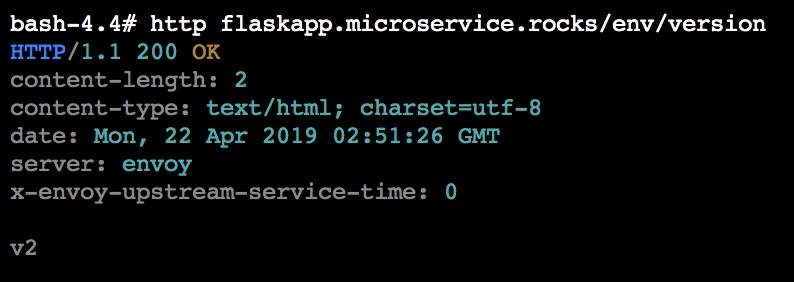 bash-4.4# http flaskapp.microservice.rocks/env/version
HTTP/1.1 200 OK
content-length: 2
content-type: text/html; charset=utf-8
date: Mon, 22 Apr 2019 02:51:26 GMT
server: envoy
x-envoy-upstream-service-time: 0
v2